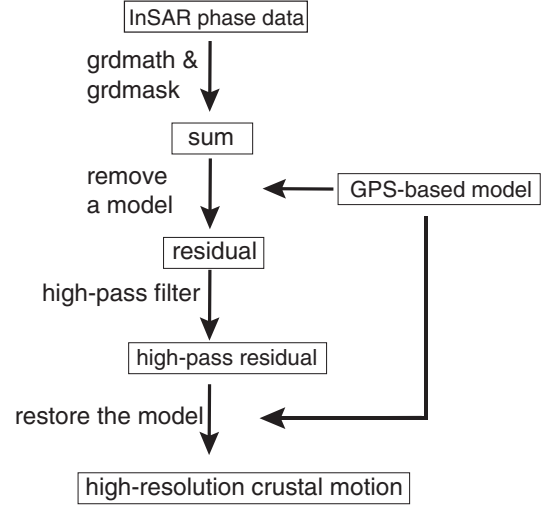 InSAR phase data
grdmath &
grdmask
sum
remove
a model
GPS-based model
residual
high-pass filter
high-pass residual
restore the model
high-resolution crustal motion